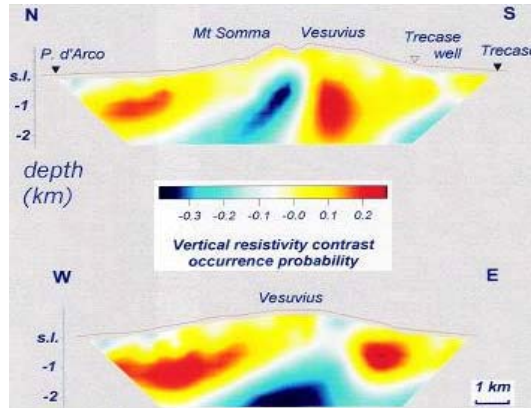 N S
Mt Somma Vesuvius Trecase
well
P. d'Arco Trecase
s.l.
-1
-2
depth
(km)
-0.3 -0.2 -0.1 -0.0 0.1 0.2
Vertical resistivity contrast
occurrence probability
W E
Vesuvius
s.l.
-1
-2
1 km